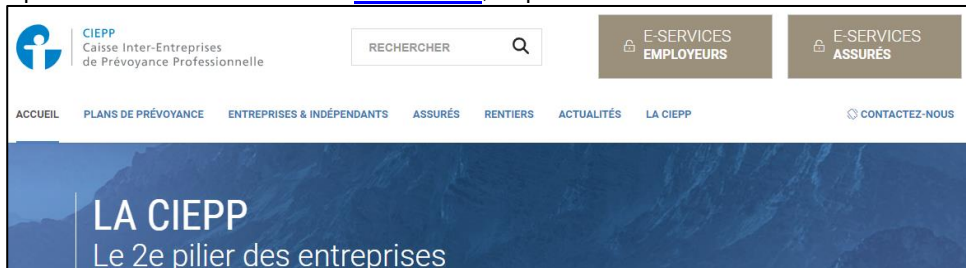 CIEPP
Caisse Inter-Entreprises
de Prévoyance Professionnelle
RECHERCHER
E-SERVICES
EMPLOYEURS
E-SERVICES
ASSURÉS
ACCUEIL PLANS DE PRÉVOYANCE ENTREPRISES & INDÉPENDANTS ASSURÉS RENTIERS ACTUALITÉS LA CIEPP CONTACTEZ-NOUS
LA CIEPP
Le 2e pilier des entreprises